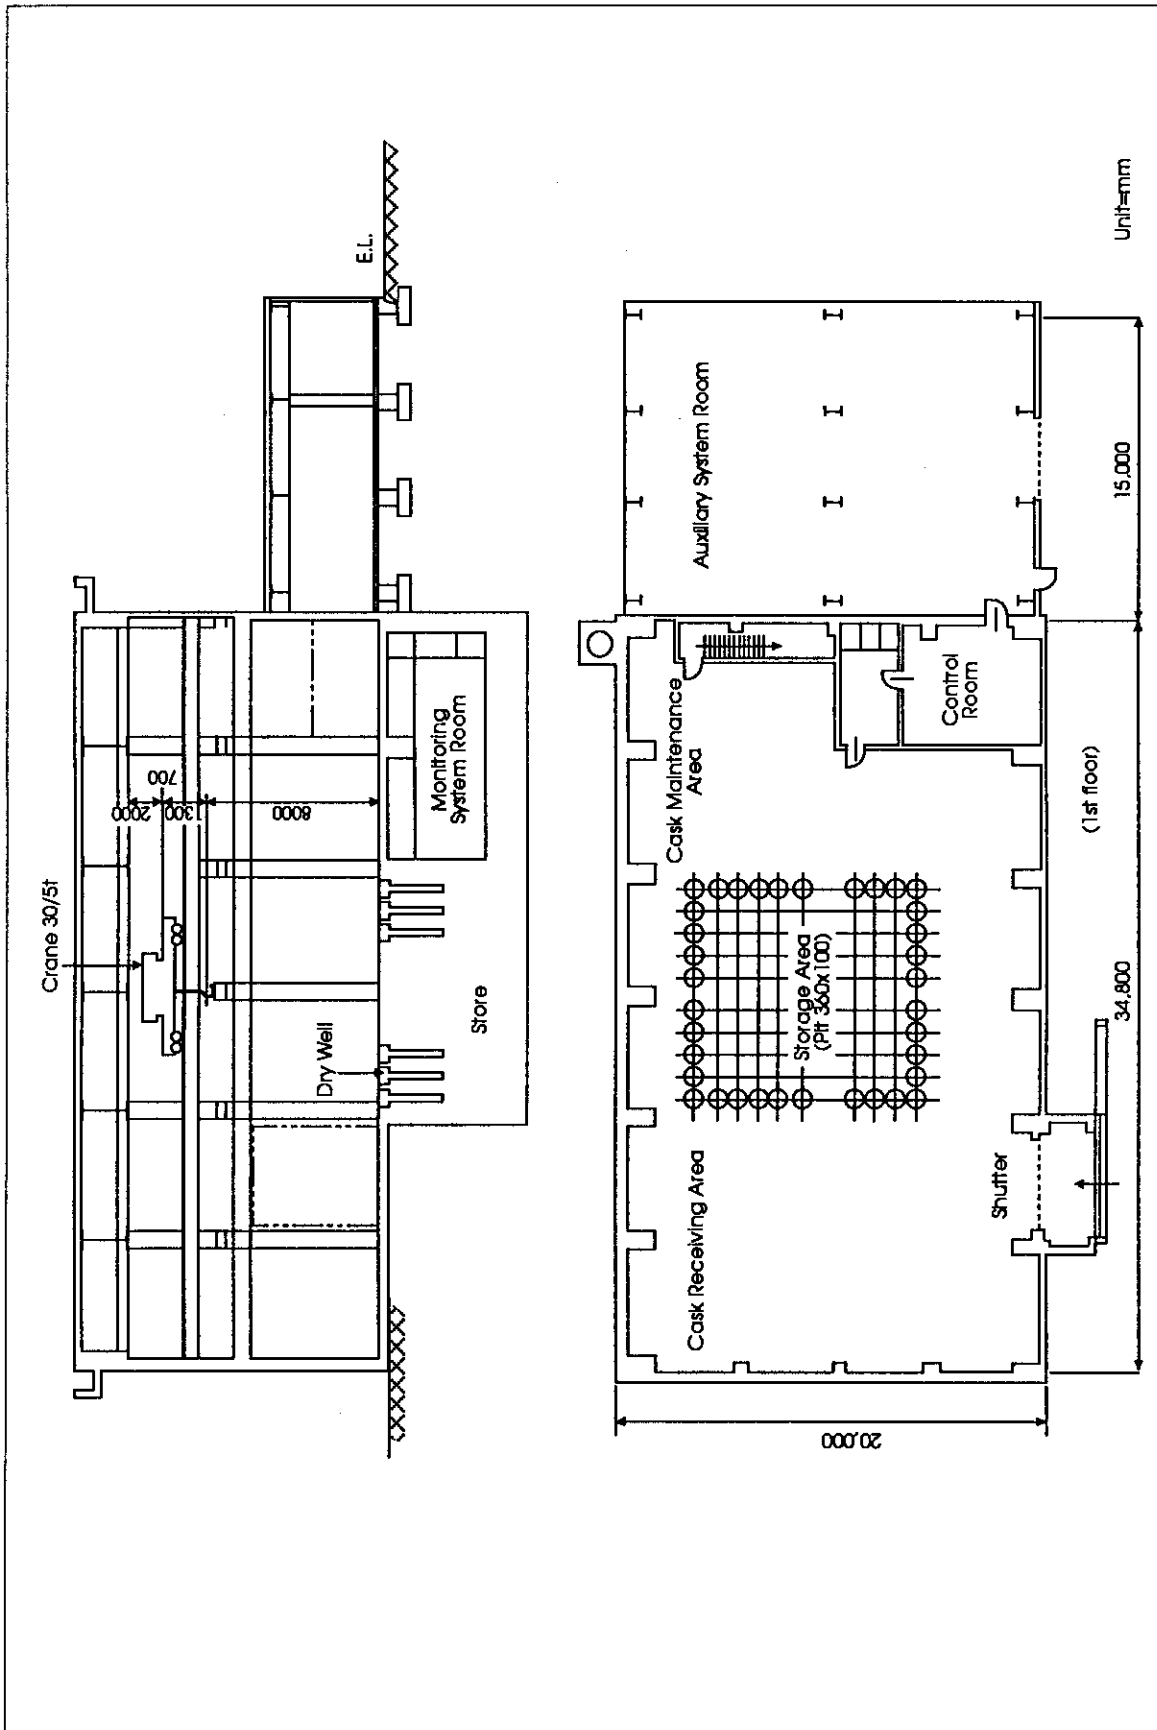 Crane 30/5t
2000
700
8000
E.L.
Dry Well
Store
Monitoring
System Room
Cask Receiving Area
Storage Area
(Pit 360x100)
Cask Maintenance
Area
Auxiliary System Room
Control
Room
Shutter
20,000
34,800
15,000
(1st floor)
Unit=mm